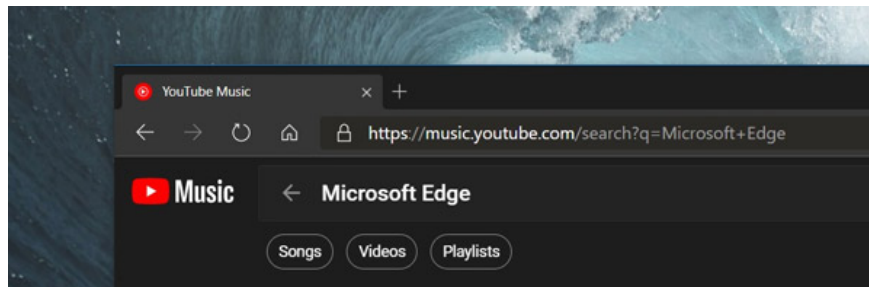 YouTube Music
https://music.youtube.com/search?q=Microsoft+Edge
Music Microsoft Edge
Songs Videos Playlists